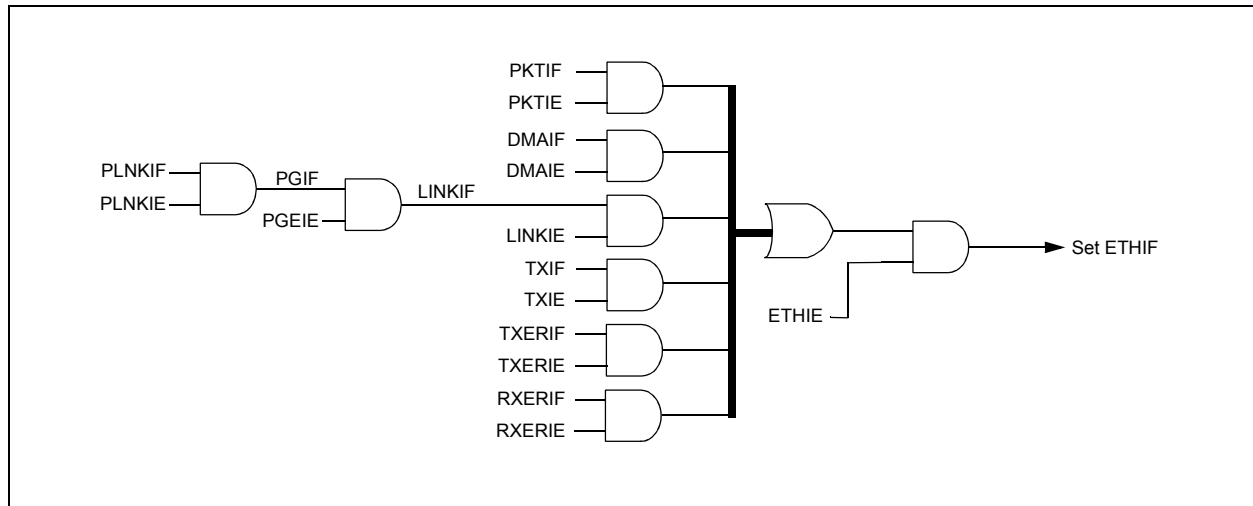 PKTIF
PKTIE
DMAIF
DMAIE
PLNKIF
PLNKIE
PGIF
PGEIE
LINKIF
LINKIE
TXIF
TXIE
TXERIF
TXERIE
RXERIF
RXERIE
ETHIE
Set ETHIF